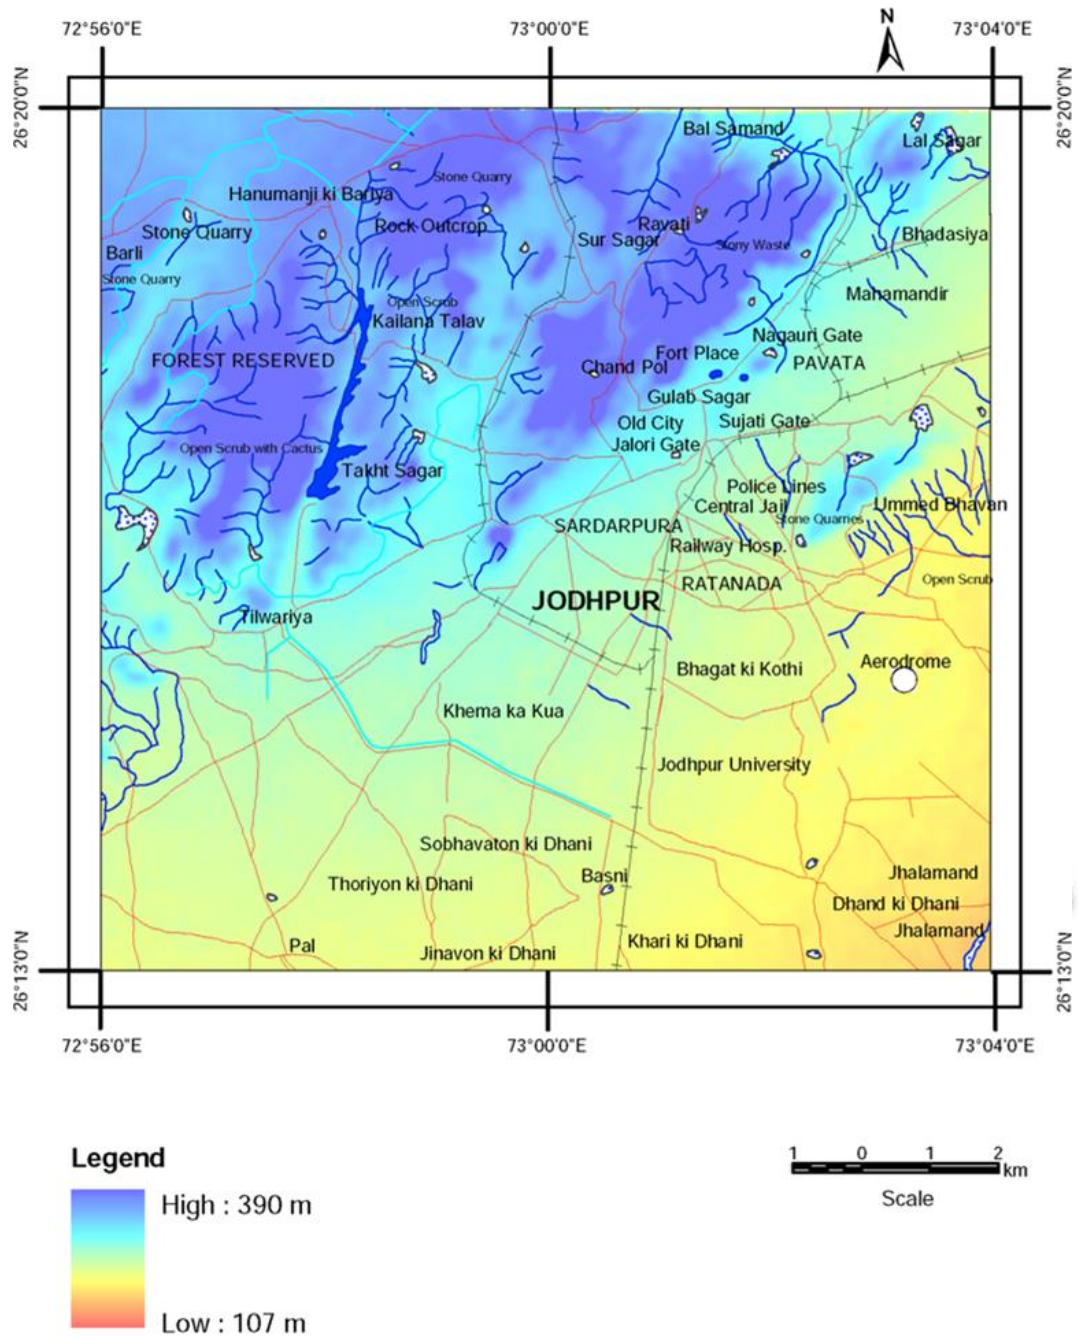 N
72°56'0"E
73°00'0"E
73°04'0"E
26°20'0"N
26°20'0"N
Bal Samand
Lal Sagar
Stone Quarry
Hanumanji ki Bariya
Rock Outcrop
Stone Quarry
Ravati
Sur Sagar
Stony Waste
Bhadasiya
Barli
Stone Quarry
Mahamandir
Open Scrub
Kailana Talav
Nagauri Gate
FOREST RESERVED
Fort Place
Chand Pol
PAVATA
Gulab Sagar
Old City
Sujati Gate
Jalori Gate
Open Scrub with Cactus
Takht Sagar
Police Lines
Central Jail
Ummed Bhavan
Stone Quarries
SARDARPURA
Railway Hosp.
RATANADA
Open Scrub
JODHPUR
Tilwariya
Bhagat ki Kothi
Aerodrome
Khema ka Kua
Jodhpur University
Sobhavaton ki Dhani
Thoriyon ki Dhani
Basni
Jhalamand
Dhand ki Dhani
Jhalamand
Pal
Jinavon ki Dhani
Khari ki Dhani
26°13'0"N
26°13'0"N
72°56'0"E
73°00'0"E
73°04'0"E
Legend
High : 390 m
Low : 107 m
1 0 1 2
km
Scale